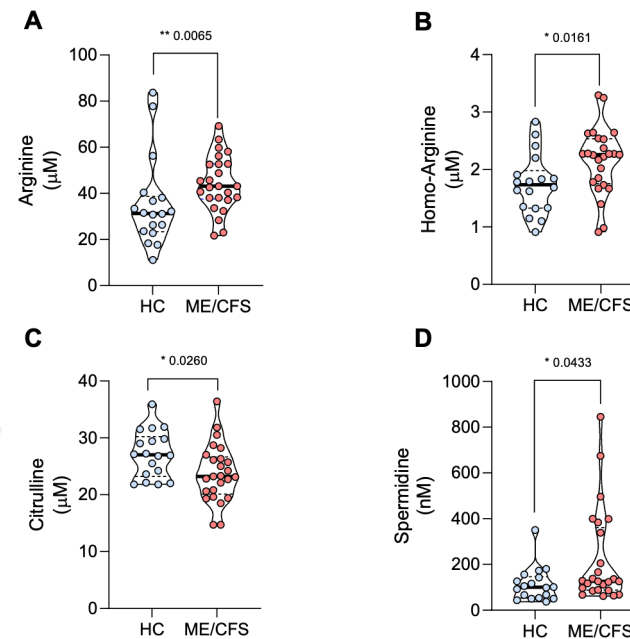 A
** 0.0065
100
80
60
40
20
0
Arginine
(μM)
HC ME/CFS
B
* 0.0161
4
3
2
1
0
Homo-Arginine
(μM)
HC ME/CFS
C
* 0.0260
40
30
20
10
0
Citrulline
(μM)
HC ME/CFS
D
* 0.0433
1000
800
600
400
200
0
Spermidine
(nM)
HC ME/CFS